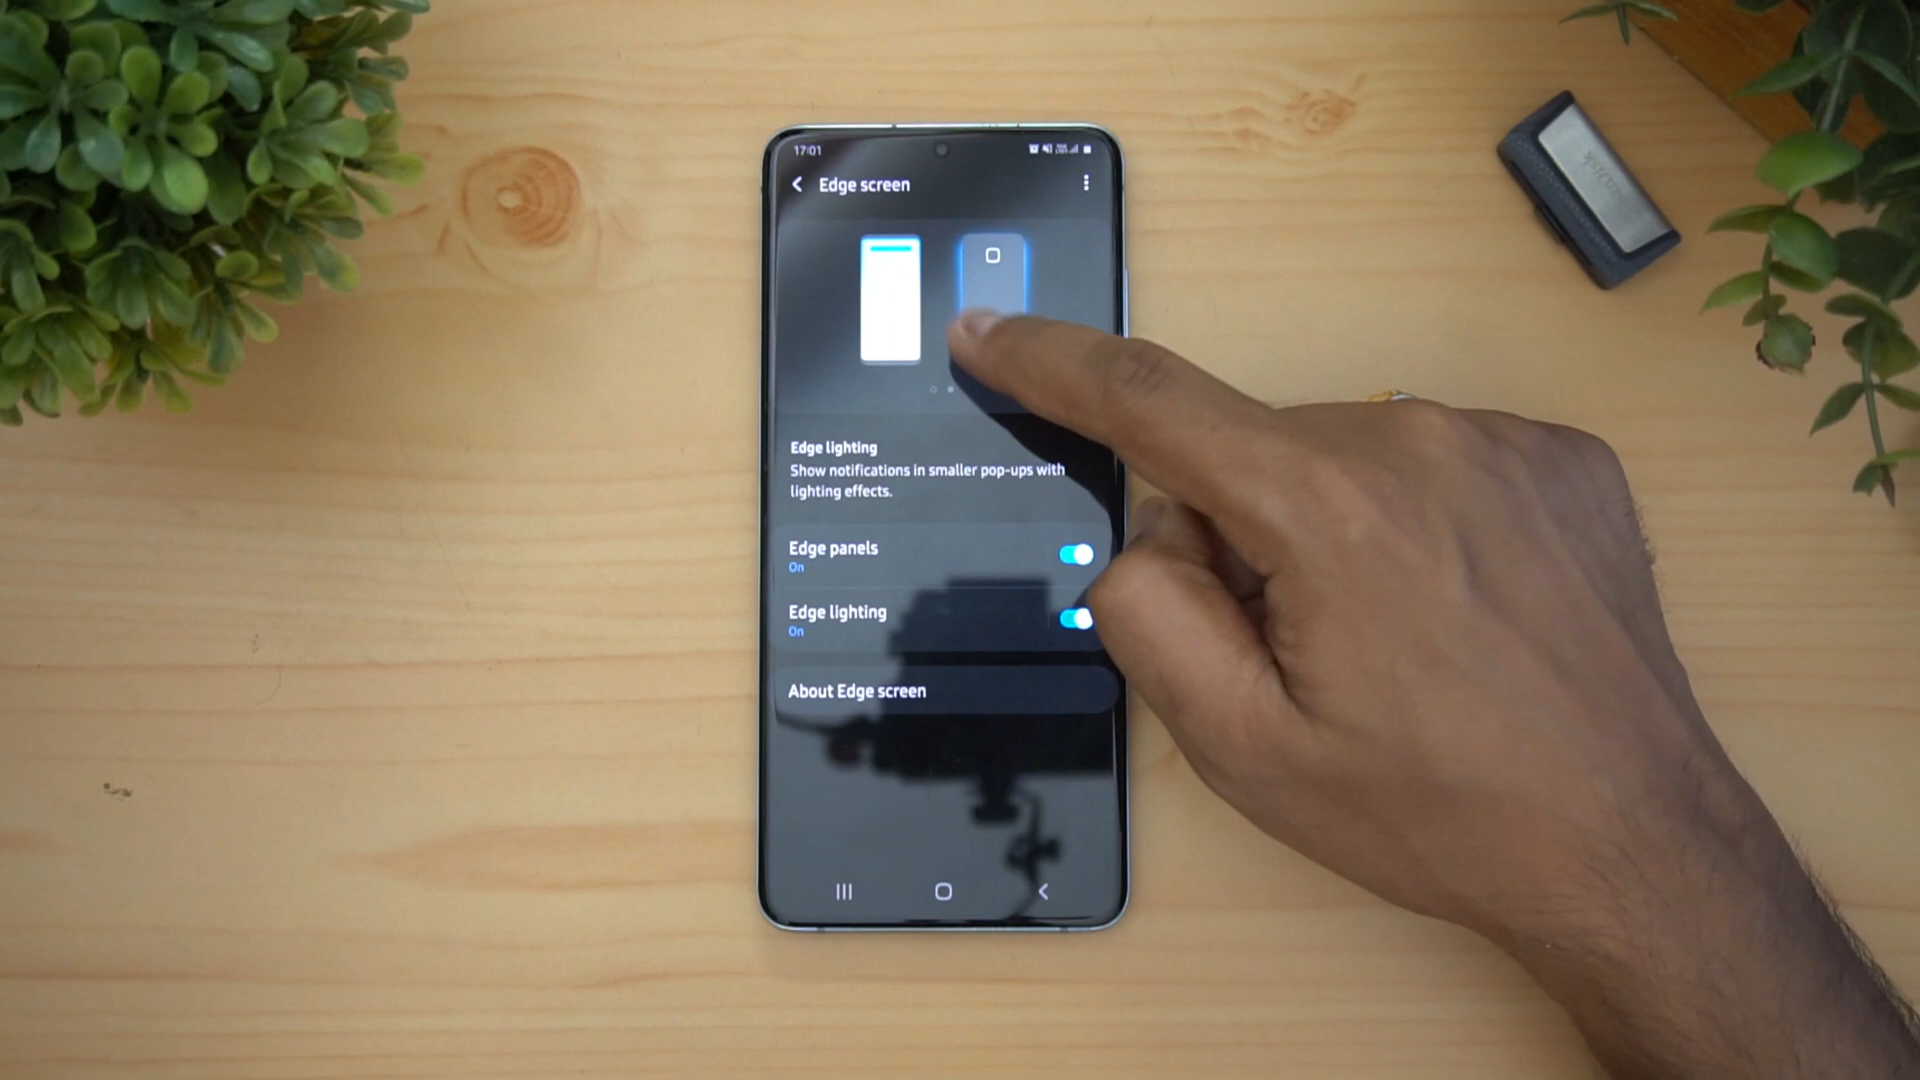 17:01
Edge screen
Edge lighting
Show notifications in smaller pop-ups with
lighting effects.
Edge panels
On
Edge lighting
On
About Edge screen
SanDisk